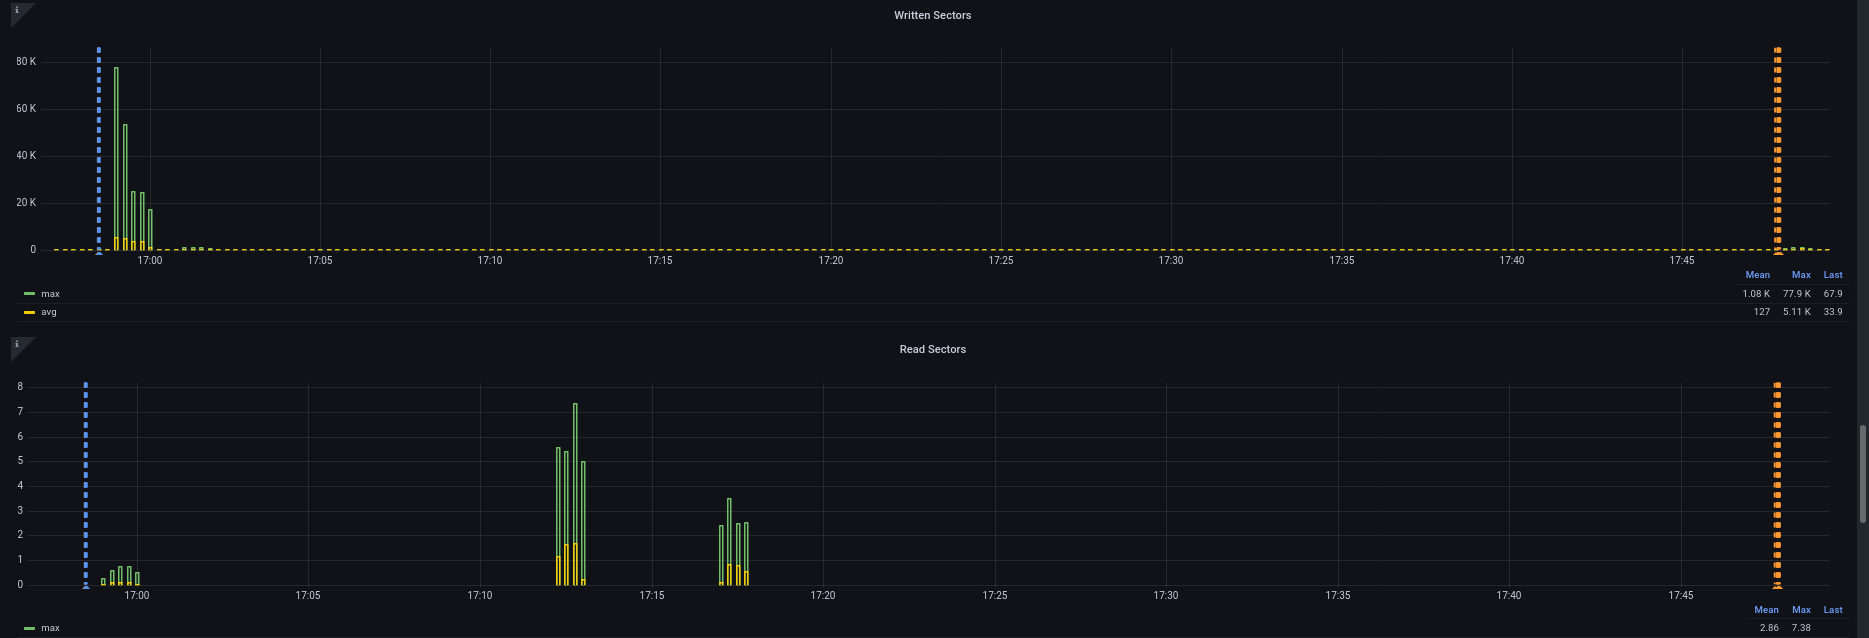 i
Written Sectors
80 K
60 K
40 K
20 K
0
17:00 17:05 17:10 17:15 17:20 17:25 17:30 17:35 17:40 17:45
Mean Max Last
max 1.08 K 77.9 K 67.9
avg 127 5.11 K 33.9
i
Read Sectors
8
7
6
5
4
3
2
1
0
17:00 17:05 17:10 17:15 17:20 17:25 17:30 17:35 17:40 17:45
Mean Max Last
max 2.86 7.38